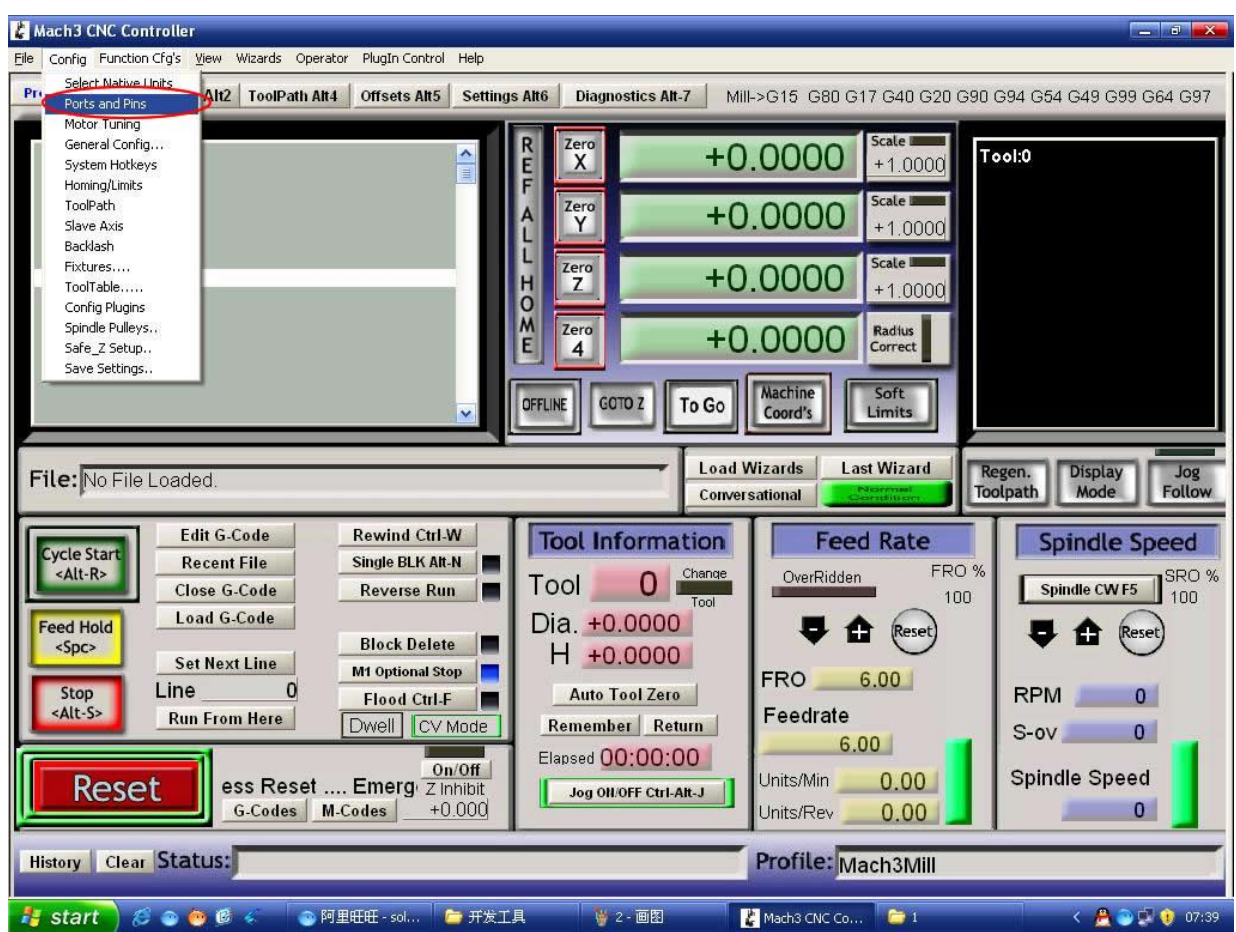 Mach3 CNC Controller
File Config Function Cfg's View Wizards Operator PlugIn Control Help
Alt2 ToolPath Alt4 Offsets Alt5 Settings Alt6 Diagnostics Alt-7 Mill->G15 G80 G17 G40 G20 G90 G94 G54 G49 G99 G64 G97
Select Native Units
Ports and Pins
Motor Tuning
General Config...
System Hotkeys
Homing/Limits
ToolPath
Slave Axis
Backlash
Fixtures....
ToolTable.....
Config Plugins
Spindle Pulleys..
Safe_Z Setup..
Save Settings..
REF ALL HOME
Zero X +0.0000 Scale +1.0000
Zero Y +0.0000 Scale +1.0000
Zero Z +0.0000 Scale +1.0000
Zero 4 +0.0000 Radius Correct
OFFLINE GOTO Z To Go Machine Coord's Soft Limits
Tool:0
File: No File Loaded.
Load Wizards Last Wizard
Conversational Normal Condition
Regen. Toolpath Display Mode Jog Follow
Cycle Start <Alt-R>
Feed Hold <Spc>
Stop <Alt-S>
Edit G-Code
Recent File
Close G-Code
Load G-Code
Set Next Line
Line 0
Run From Here
Rewind Ctrl-W
Single BLK Alt-N
Reverse Run
Block Delete
M1 Optional Stop
Flood Ctrl-F
Dwell CV Mode
Reset
ess Reset .... Emerg
On/Off
Z Inhibit
+0.000
G-Codes M-Codes
Tool Information
Tool 0 Change Tool
Dia. +0.0000
H +0.0000
Auto Tool Zero
Remember Return
Elapsed 00:00:00
Jog ON/OFF Ctrl-Alt-J
Feed Rate
OverRidden FRO % 100
Reset
FRO 6.00
Feedrate
6.00
Units/Min 0.00
Units/Rev 0.00
Spindle Speed
Spindle CW F5 SRO % 100
Reset
RPM 0
S-ov 0
Spindle Speed
0
History Clear Status:
Profile: Mach3Mill
start 阿里旺旺 - sol... 开发工具 2 - 画图 Mach3 CNC Co... 1 07:39